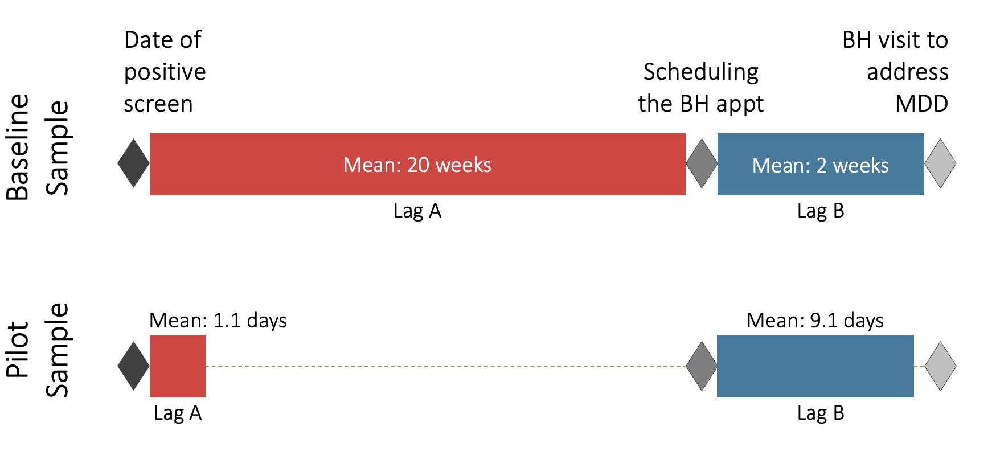 Baseline
Sample
Date of
positive
screen
Scheduling
the BH appt
BH visit to
address
MDD
Mean: 20 weeks
Mean: 2 weeks
Lag A
Lag B
Pilot
Sample
Mean: 1.1 days
Mean: 9.1 days
Lag A
Lag B